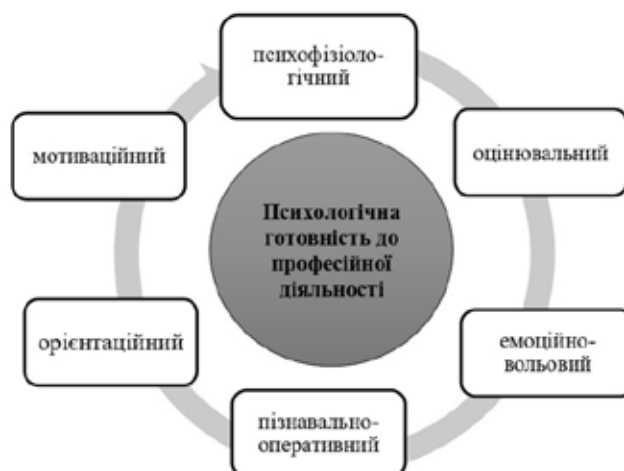 психофізіоло-
гічний
мотиваційний
оцінювальний
Психологічна
готовність до
професійної
діяльності
орієнтаційний
емоційно-
вольовий
пізнавально-
оперативний